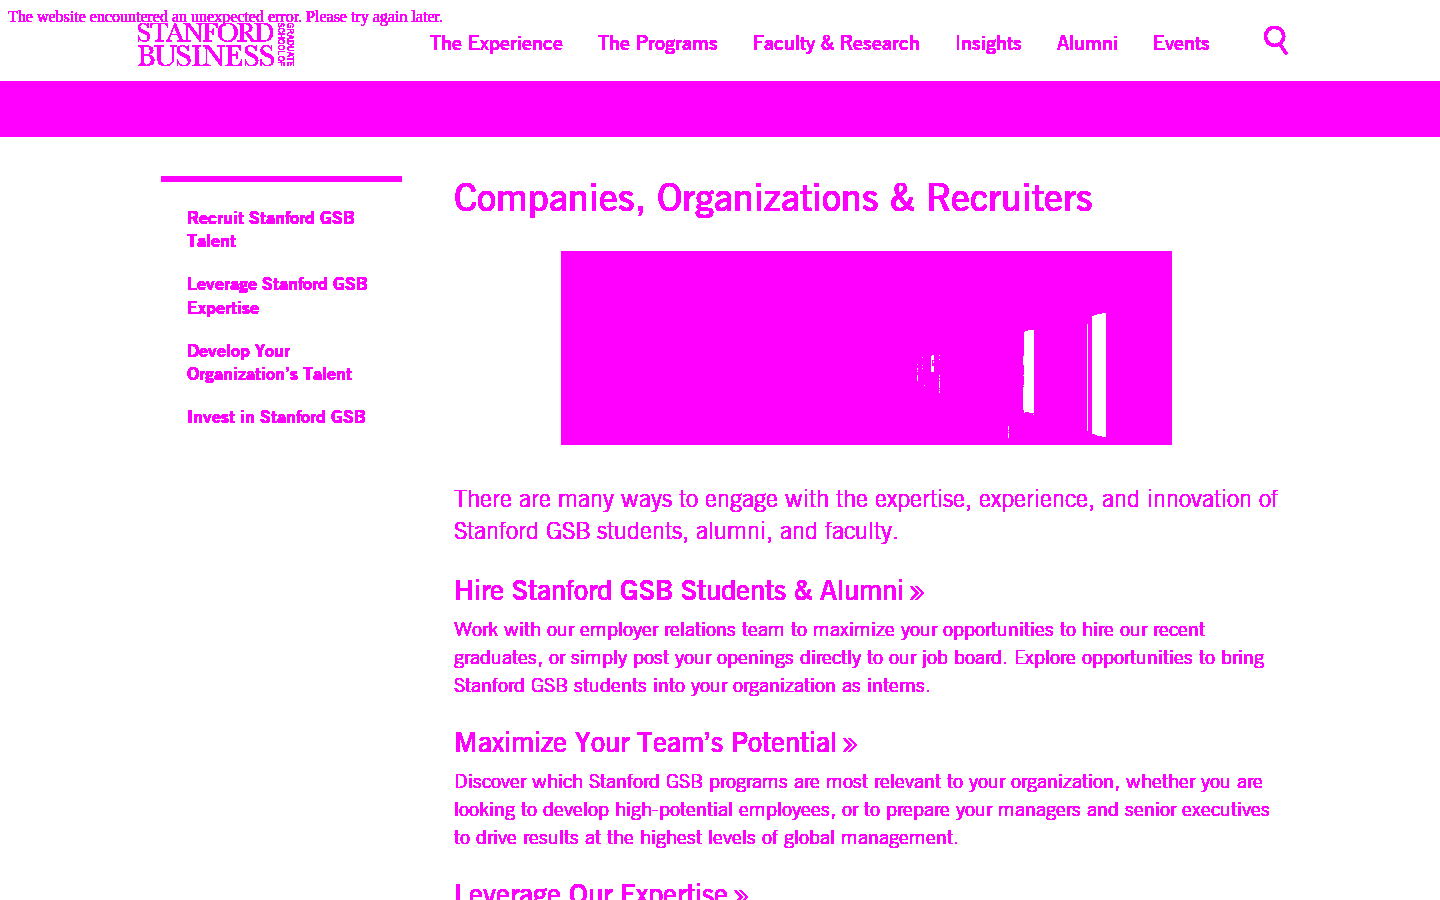 The website encountered an unexpected error. Please try again later.
STANFORD
BUSINESS
GRADUATE
SCHOOL OF
The Experience
The Programs
Faculty & Research
Insights
Alumni
Events
Recruit Stanford GSB
Talent
Leverage Stanford GSB
Expertise
Develop Your
Organization’s Talent
Invest in Stanford GSB
Companies, Organizations & Recruiters
There are many ways to engage with the expertise, experience, and innovation of
Stanford GSB students, alumni, and faculty.
Hire Stanford GSB Students & Alumni »
Work with our employer relations team to maximize your opportunities to hire our recent
graduates, or simply post your openings directly to our job board. Explore opportunities to bring
Stanford GSB students into your organization as interns.
Maximize Your Team’s Potential »
Discover which Stanford GSB programs are most relevant to your organization, whether you are
looking to develop high-potential employees, or to prepare your managers and senior executives
to drive results at the highest levels of global management.
Leverage Our Expertise »